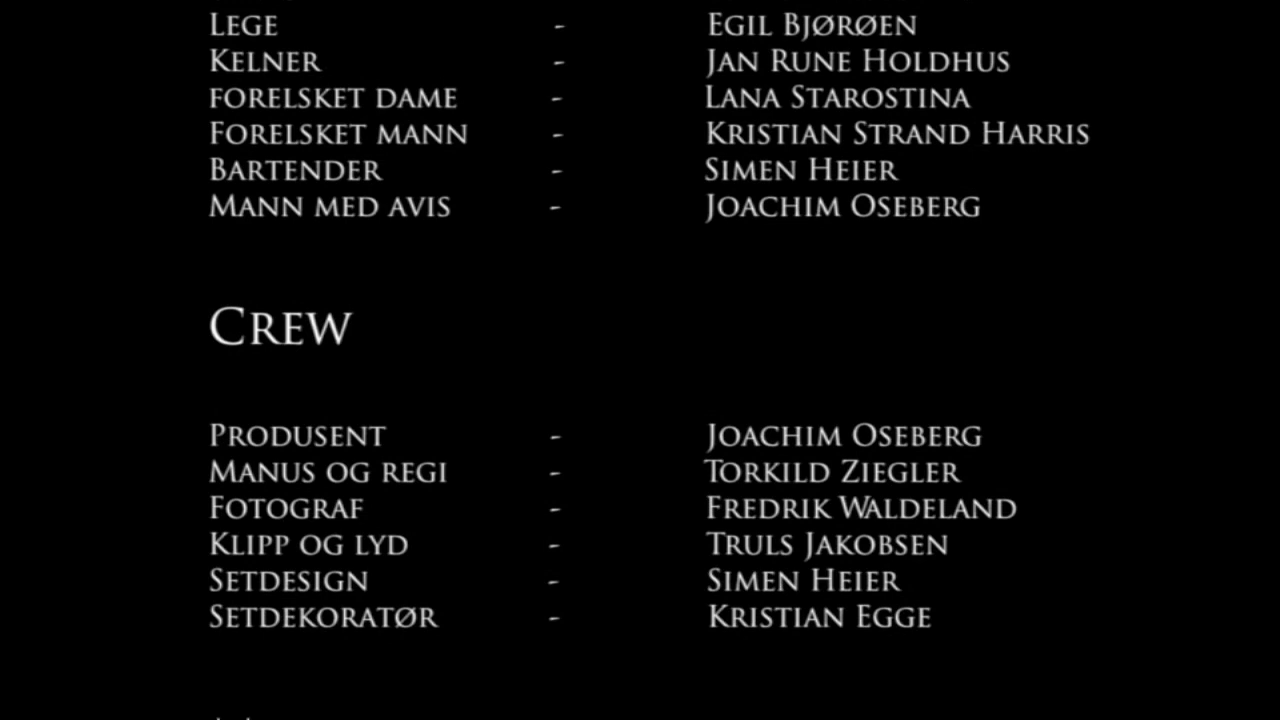 Lege - Egil Bjørøen
Kelner - Jan Rune Holdhus
forelsket dame - Lana Starostina
Forelsket mann - Kristian Strand Harris
Bartender - Simen Heier
Mann med avis - Joachim Oseberg
Crew
Produsent - Joachim Oseberg
Manus og regi - Torkild Ziegler
Fotograf - Fredrik Waldeland
Klipp og lyd - Truls Jakobsen
Setdesign - Simen Heier
Setdekoratør - Kristian Egge